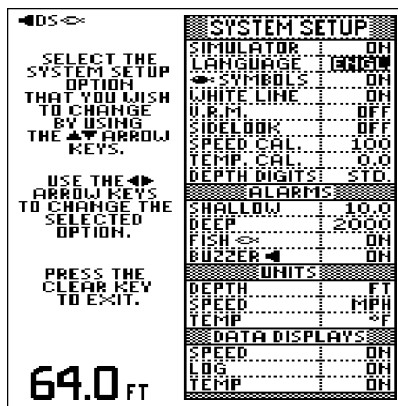 DS
SELECT THE
SYSTEM SETUP
OPTION
THAT YOU WISH
TO CHANGE
BY USING
THE ▲▼ ARROW
KEYS.
USE THE ◀▶
ARROW KEYS
TO CHANGE THE
SELECTED
OPTION.
PRESS THE
CLEAR KEY
TO EXIT.
64.0 FT
SYSTEM SETUP
SIMULATOR ON
LANGUAGE
SYMBOLS ON
WHITE LINE ON
V.R.M. OFF
SIDELOOK OFF
SPEED CAL. 100
TEMP. CAL. 0.0
DEPTH DIGITS STD.
ALARMS
SHALLOW 10.0
DEEP 2000
FISH ON
BUZZER ON
UNITS
DEPTH FT
SPEED MPH
TEMP °F
DATA DISPLAYS
SPEED ON
LOG ON
TEMP ON